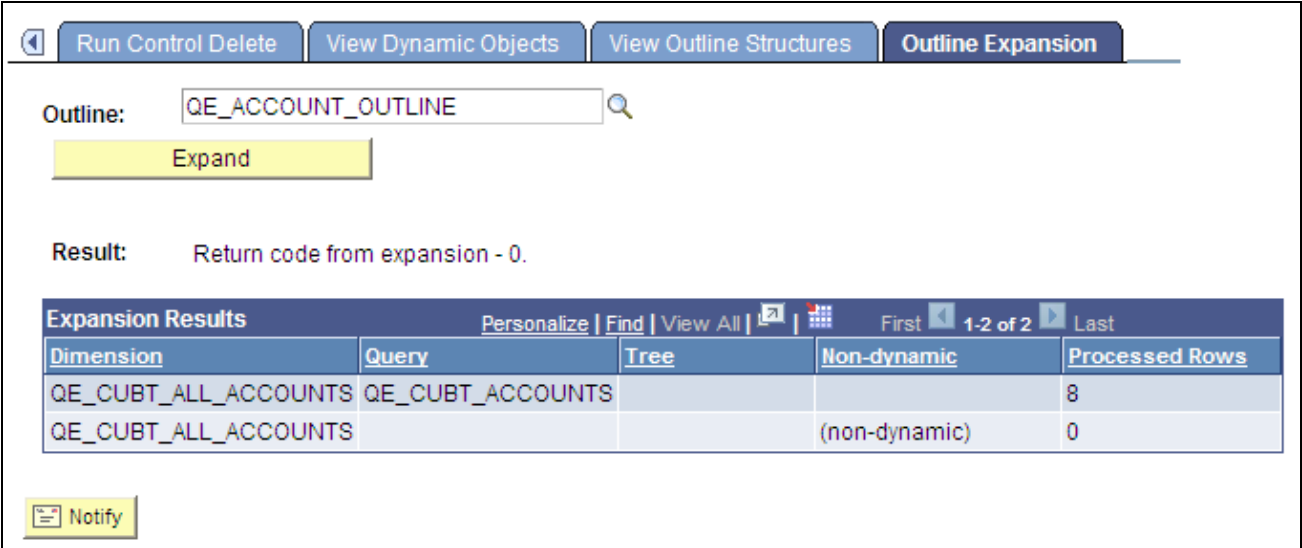 Run Control Delete View Dynamic Objects View Outline Structures Outline Expansion
Outline: QE_ACCOUNT_OUTLINE
Expand
Result: Return code from expansion - 0.
Expansion Results Personalize | Find | View All | | First 1-2 of 2 Last
Dimension Query Tree Non-dynamic Processed Rows
QE_CUBT_ALL_ACCOUNTS QE_CUBT_ACCOUNTS 8
QE_CUBT_ALL_ACCOUNTS (non-dynamic) 0
Notify